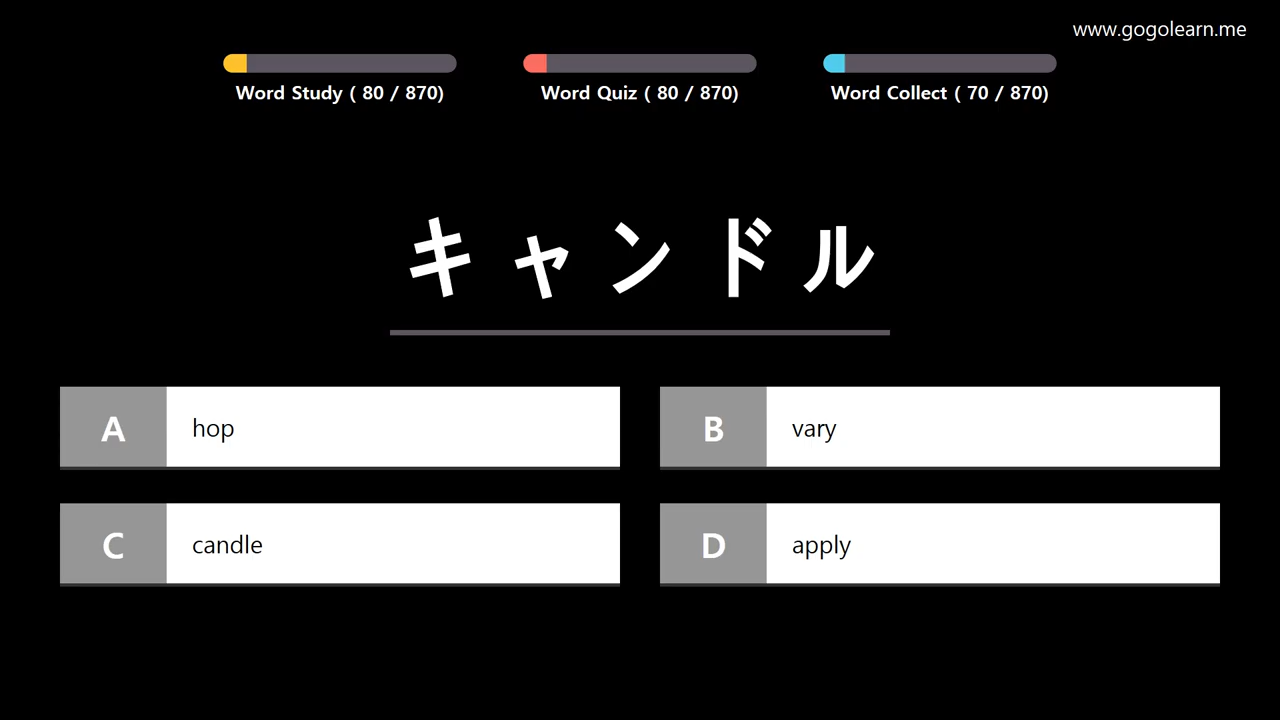 www.gogolearn.me
Word Study ( 80 / 870)
Word Quiz ( 80 / 870)
Word Collect ( 70 / 870)
キャンドル
A hop
B vary
C candle
D apply